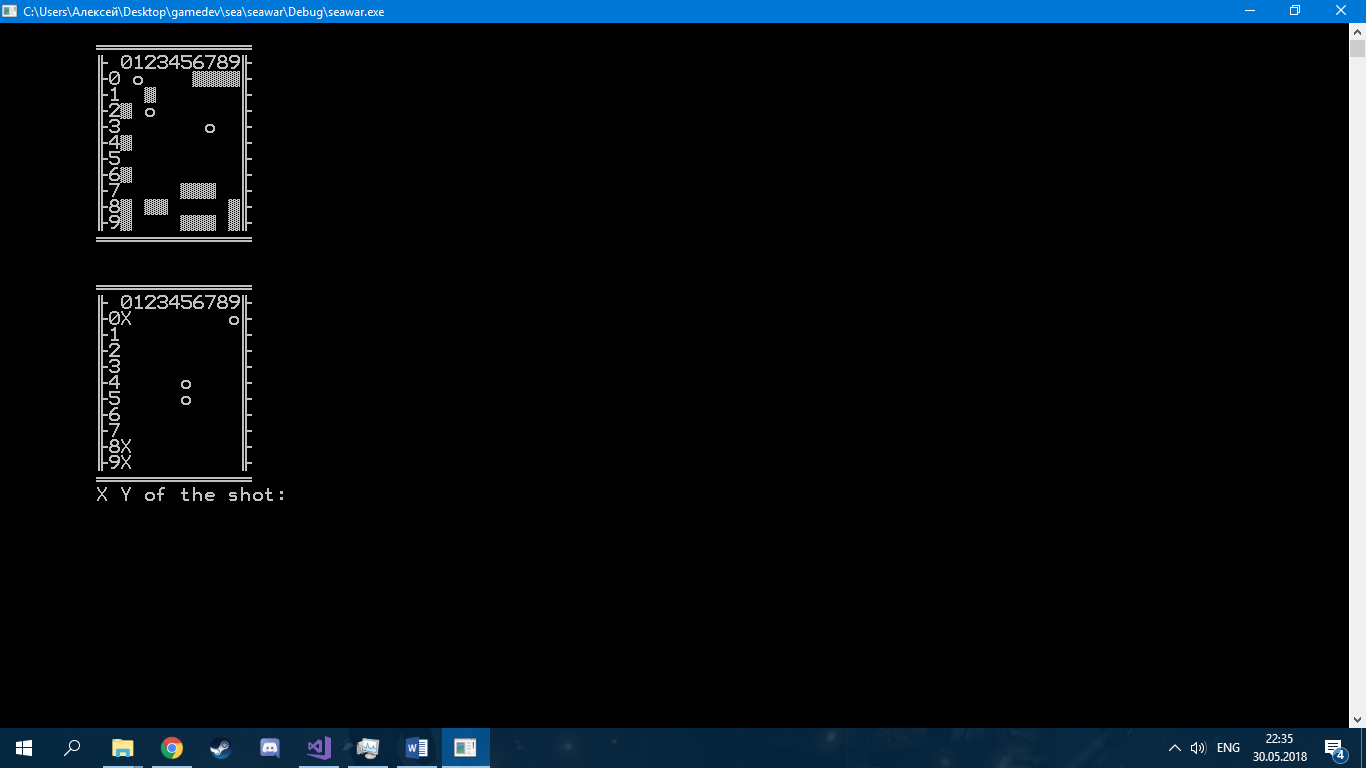 C:\Users\Алексей\Desktop\gamedev\sea\seawar\Debug\seawar.exe
0123456789
0 o
1
2 o
3 o
4
5
6
7
8
9
0123456789
0X o
1
2
3
4 o
5 o
6
7
8X
9X
X Y of the shot:
ENG
22:35
30.05.2018
4